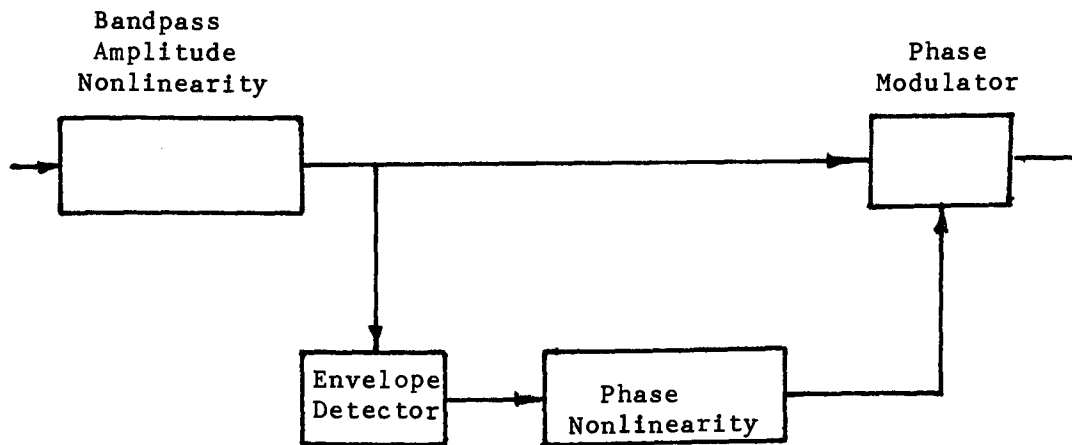 Bandpass
Amplitude
Nonlinearity
Phase
Modulator
Envelope
Detector
Phase
Nonlinearity